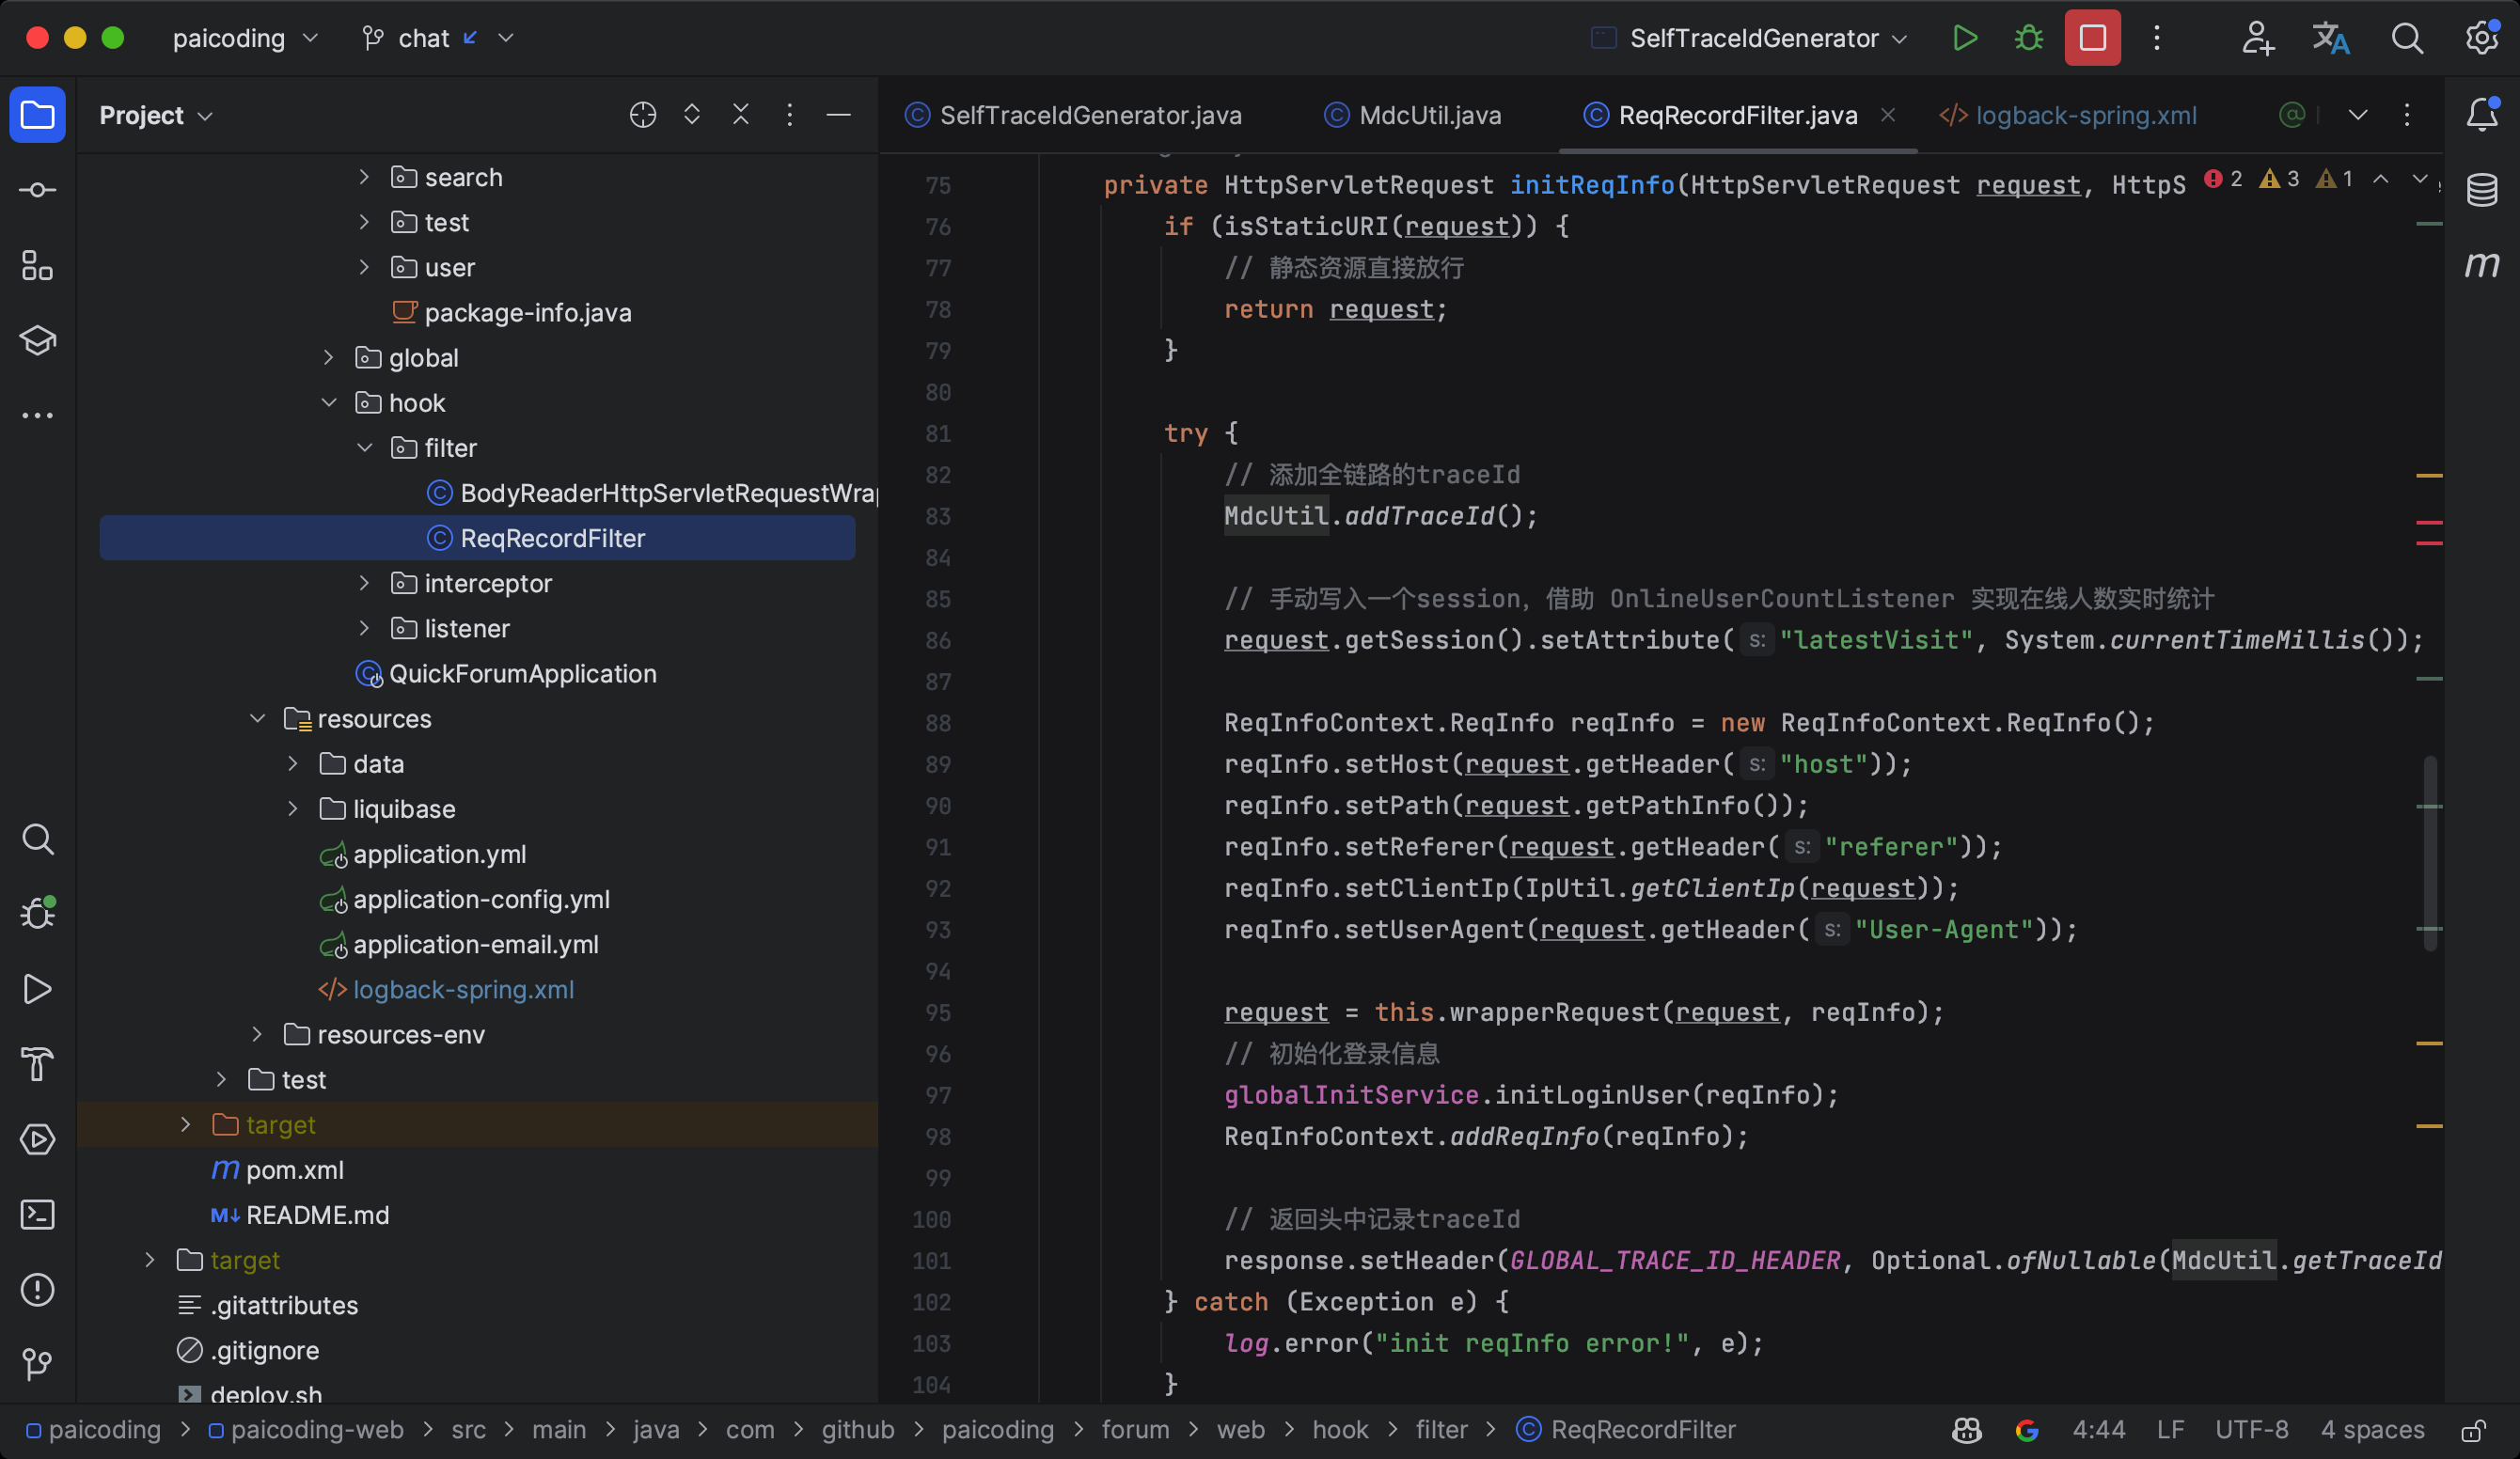 paicoding
chat
SelfTraceIdGenerator
Project
search
test
user
package-info.java
global
hook
filter
BodyReaderHttpServletRequestWrap
ReqRecordFilter
interceptor
listener
QuickForumApplication
resources
data
liquibase
application.yml
application-config.yml
application-email.yml
logback-spring.xml
resources-env
test
target
pom.xml
README.md
target
.gitattributes
.gitignore
deploy.sh
SelfTraceIdGenerator.java
MdcUtil.java
ReqRecordFilter.java
logback-spring.xml
2 3 1
75 private HttpServletRequest initReqInfo(HttpServletRequest request, HttpS
76 if (isStaticURI(request)) {
77 // 静态资源直接放行
78 return request;
79 }
80
81 try {
82 // 添加全链路的traceId
83 MdcUtil.addTraceId();
84
85 // 手动写入一个session，借助 OnlineUserCountListener 实现在线人数实时统计
86 request.getSession().setAttribute( s: "latestVisit", System.currentTimeMillis());
87
88 ReqInfoContext.ReqInfo reqInfo = new ReqInfoContext.ReqInfo();
89 reqInfo.setHost(request.getHeader( s: "host"));
90 reqInfo.setPath(request.getPathInfo());
91 reqInfo.setReferer(request.getHeader( s: "referer"));
92 reqInfo.setClientIp(IpUtil.getClientIp(request));
93 reqInfo.setUserAgent(request.getHeader( s: "User-Agent"));
94
95 request = this.wrapperRequest(request, reqInfo);
96 // 初始化登录信息
97 globalInitService.initLoginUser(reqInfo);
98 ReqInfoContext.addReqInfo(reqInfo);
99
100 // 返回头中记录traceId
101 response.setHeader(GLOBAL_TRACE_ID_HEADER, Optional.ofNullable(MdcUtil.getTraceId
102 } catch (Exception e) {
103 log.error("init reqInfo error!", e);
104 }
paicoding > paicoding-web > src > main > java > com > github > paicoding > forum > web > hook > filter > ReqRecordFilter
4:44 LF UTF-8 4 spaces